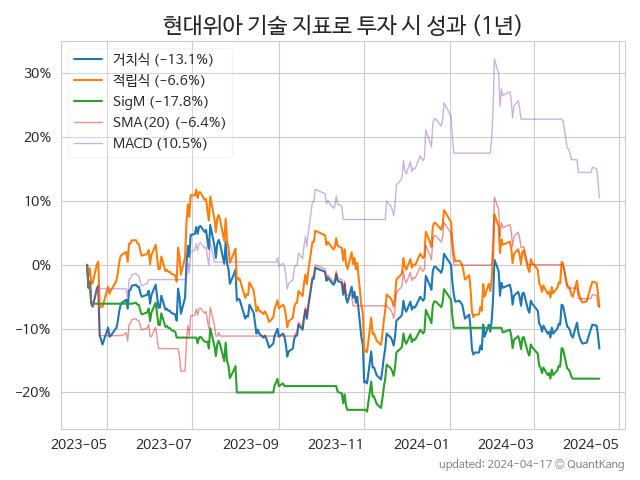 현대위아 기술 지표로 투자 시 성과 (1년)
거치식 (−13.1%)
적립식 (−6.6%)
SigM (−17.8%)
SMA(20) (−6.4%)
MACD (10.5%)
30%
20%
10%
0%
−10%
−20%
2023-05 2023-07 2023-09 2023-11 2024-01 2024-03 2024-05
updated: 2024-04-17 © QuantKang